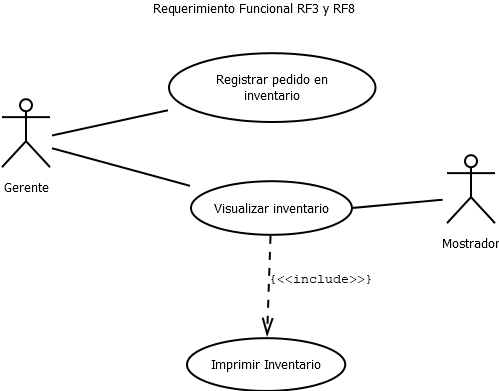 Requerimiento Funcional RF3 y RF8
Registrar pedido en
inventario
Gerente
Visualizar inventario
Mostrador
{<<include>>}
Imprimir Inventario